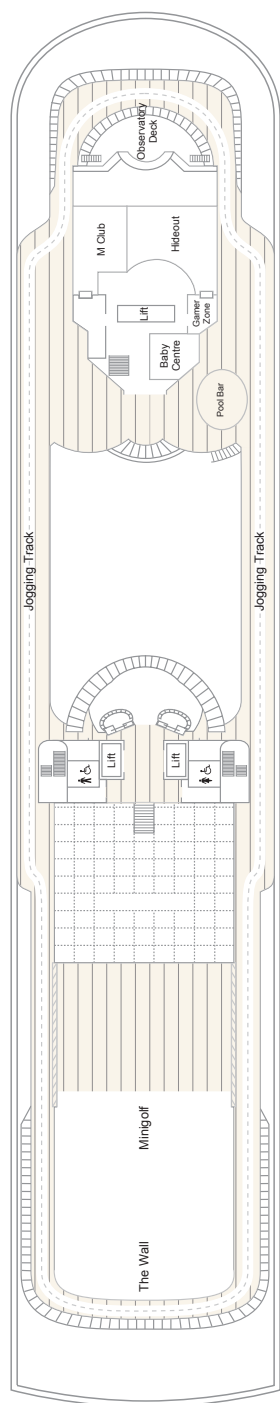 Observatory
Deck
M Club
Hideout
Lift
Gamer
Zone
Baby
Centre
Pool Bar
Jogging Track
Jogging Track
Lift
Lift
Minigolf
The Wall